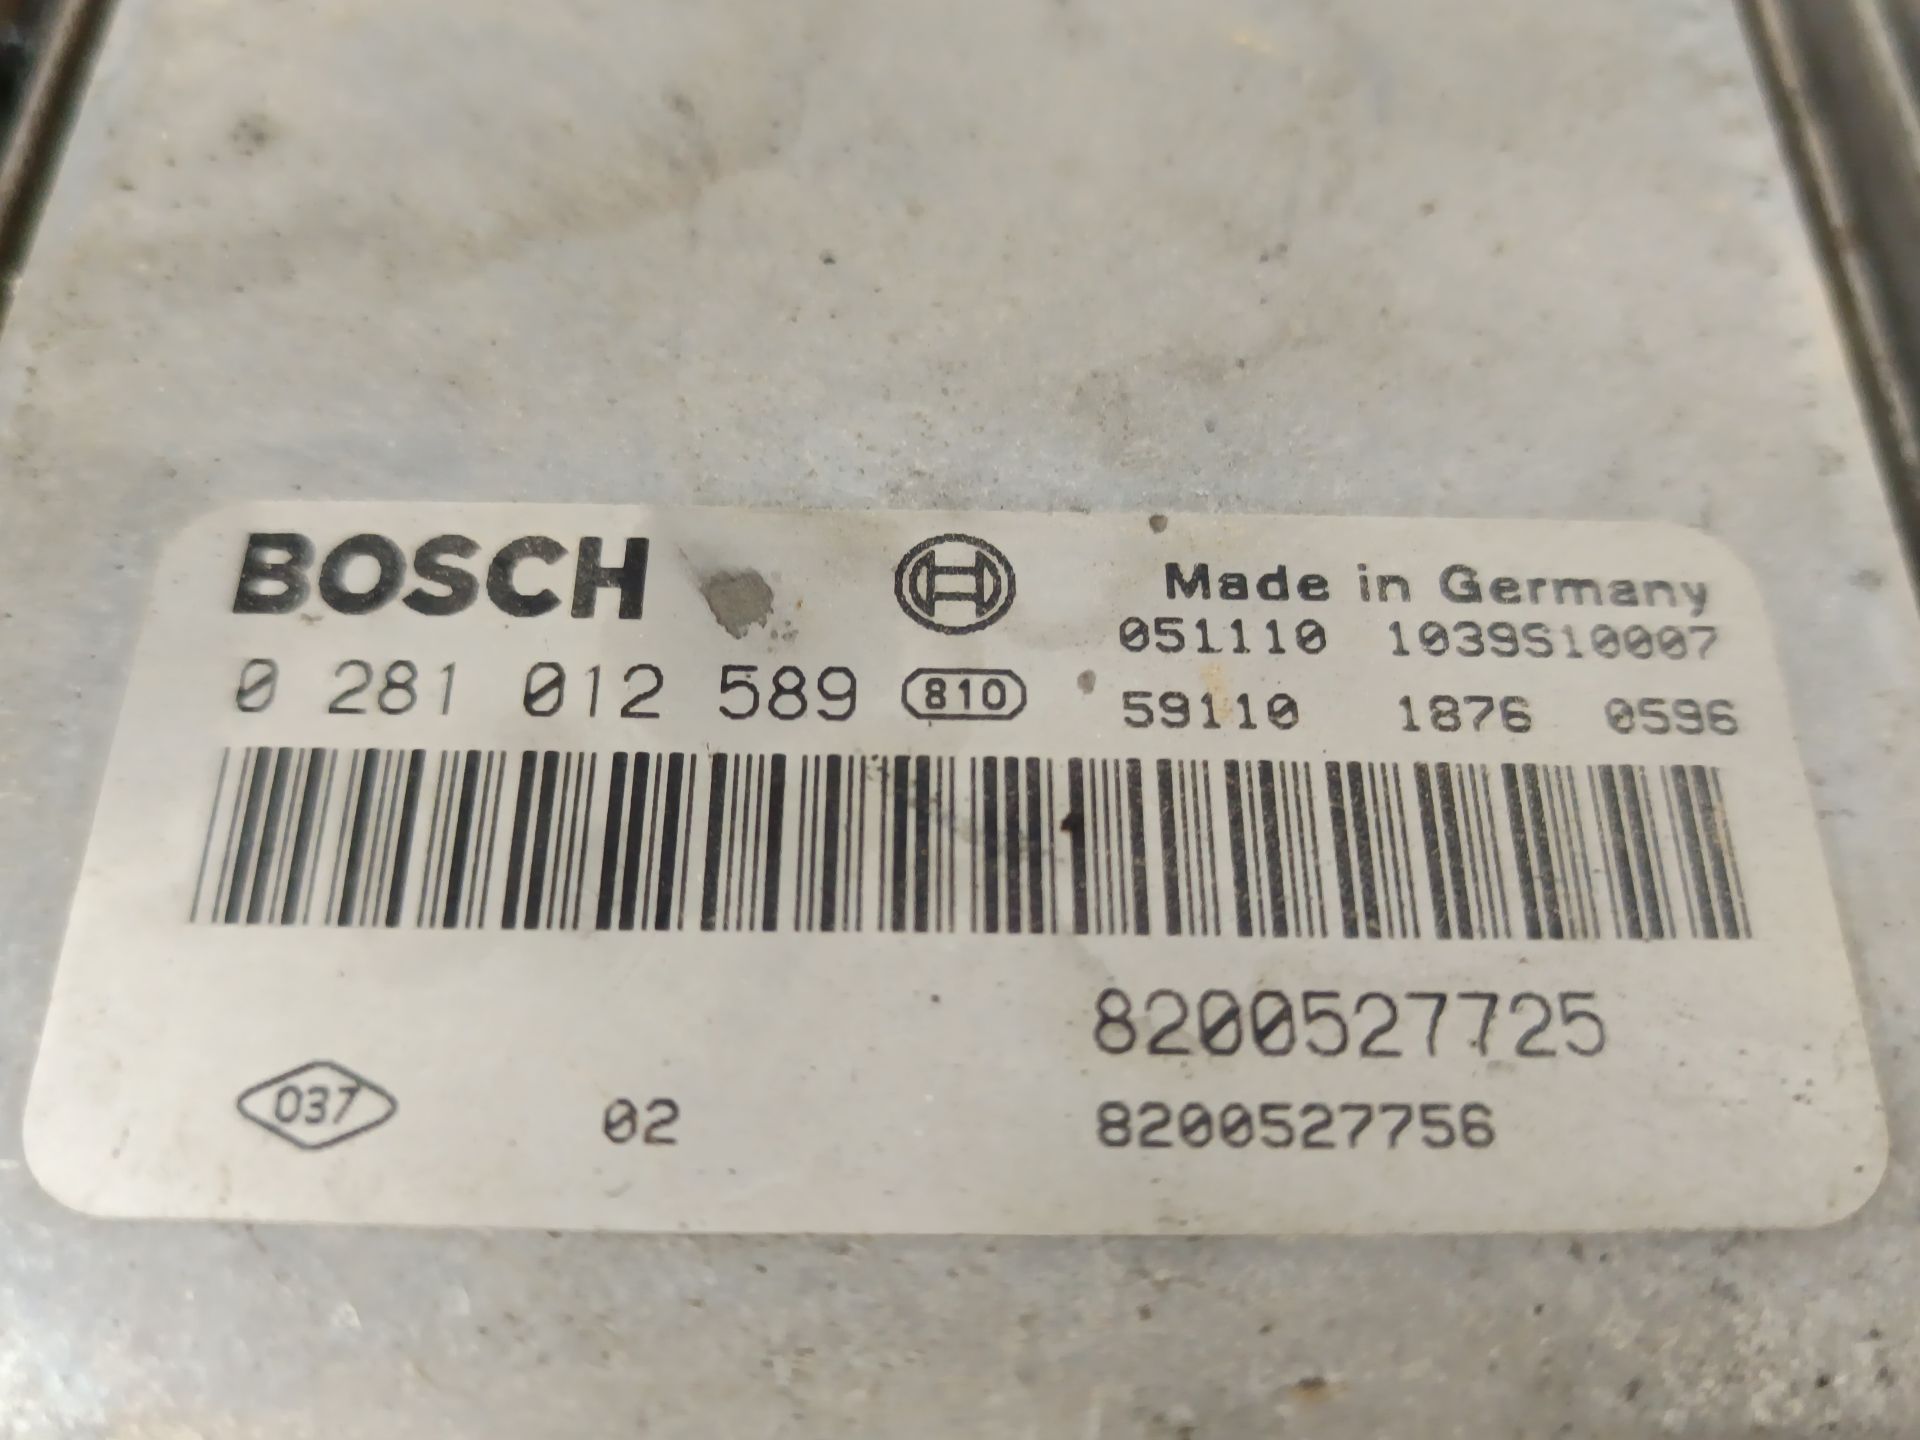 BOSCH
Made in Germany
051110 1039S10007
0 281 012 589 810
59110 1876 0596
8200527725
037 02 8200527756